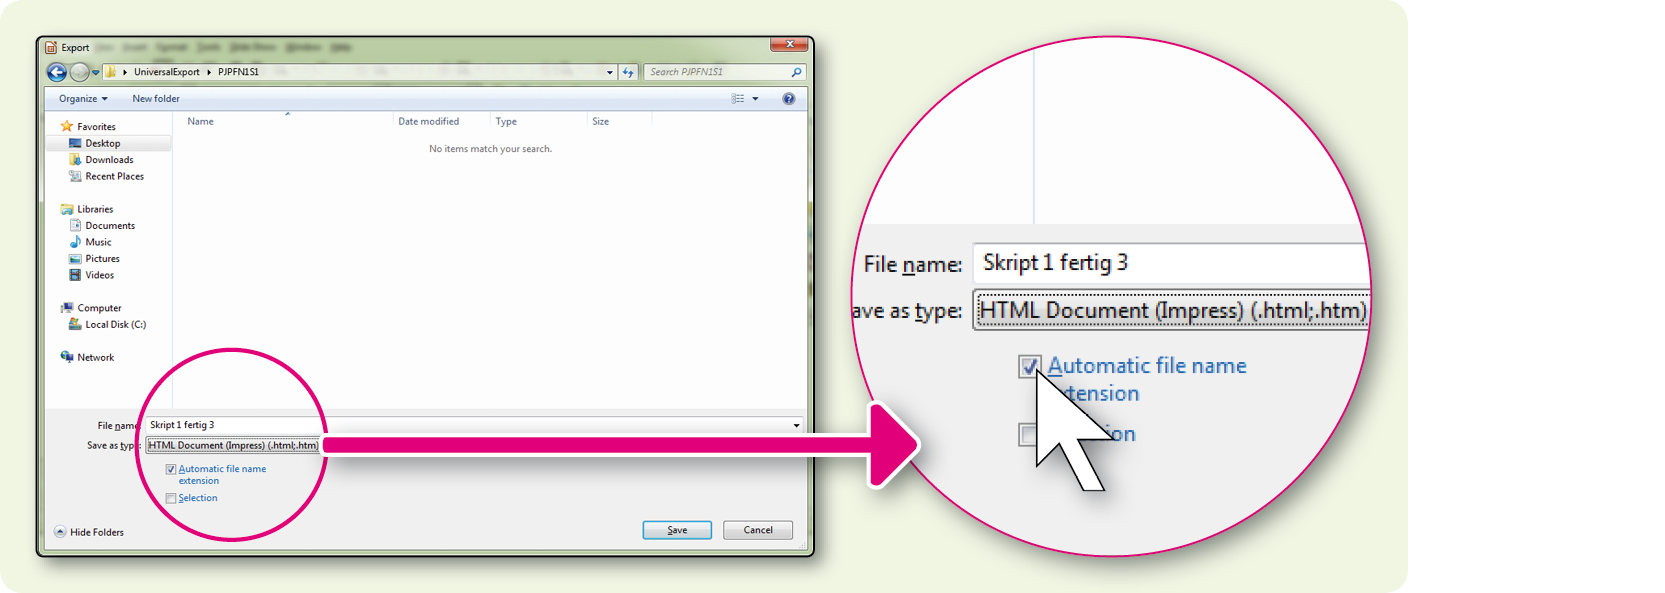 Export
UniversalExport
PJPFN1S1
Search PJPFN1S1
Organize
New folder
Name
Date modified
Type
Size
No items match your search.
Favorites
Desktop
Downloads
Recent Places
Libraries
Documents
Music
Pictures
Videos
Computer
Local Disk (C:)
Network
File name:
Skript 1 fertig 3
Save as type:
HTML Document (Impress) (.html;.htm)
Automatic file name
extension
Selection
Hide Folders
Save
Cancel
File name:
Skript 1 fertig 3
ave as type:
HTML Document (Impress) (.html;.htm)
Automatic file name
tension
ion